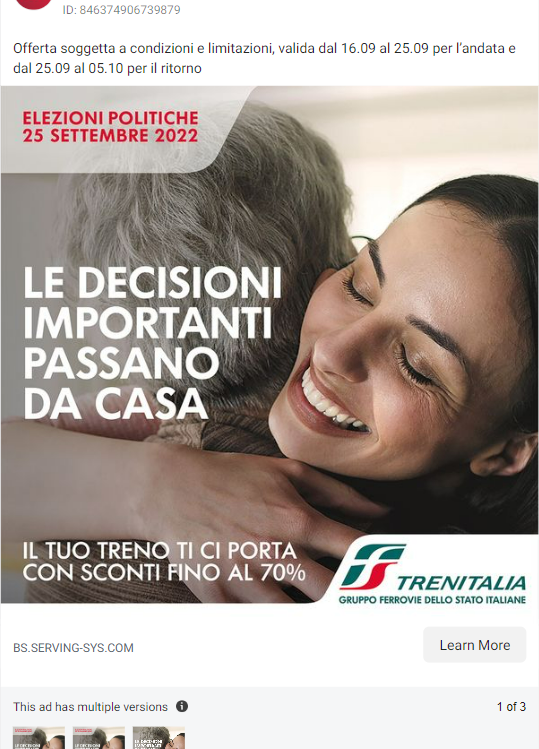 ID: 846374906739879
Offerta soggetta a condizioni e limitazioni, valida dal 16.09 al 25.09 per l'andata e
dal 25.09 al 05.10 per il ritorno
ELEZIONI POLITICHE
25 SETTEMBRE 2022
LE DECISIONI
IMPORTANTI
PASSANO
DA CASA
IL TUO TRENO TI CI PORTA
CON SCONTI FINO AL 70%
TRENITALIA
GRUPPO FERROVIE DELLO STATO ITALIANE
BS.SERVING-SYS.COM
Learn More
This ad has multiple versions
1 of 3